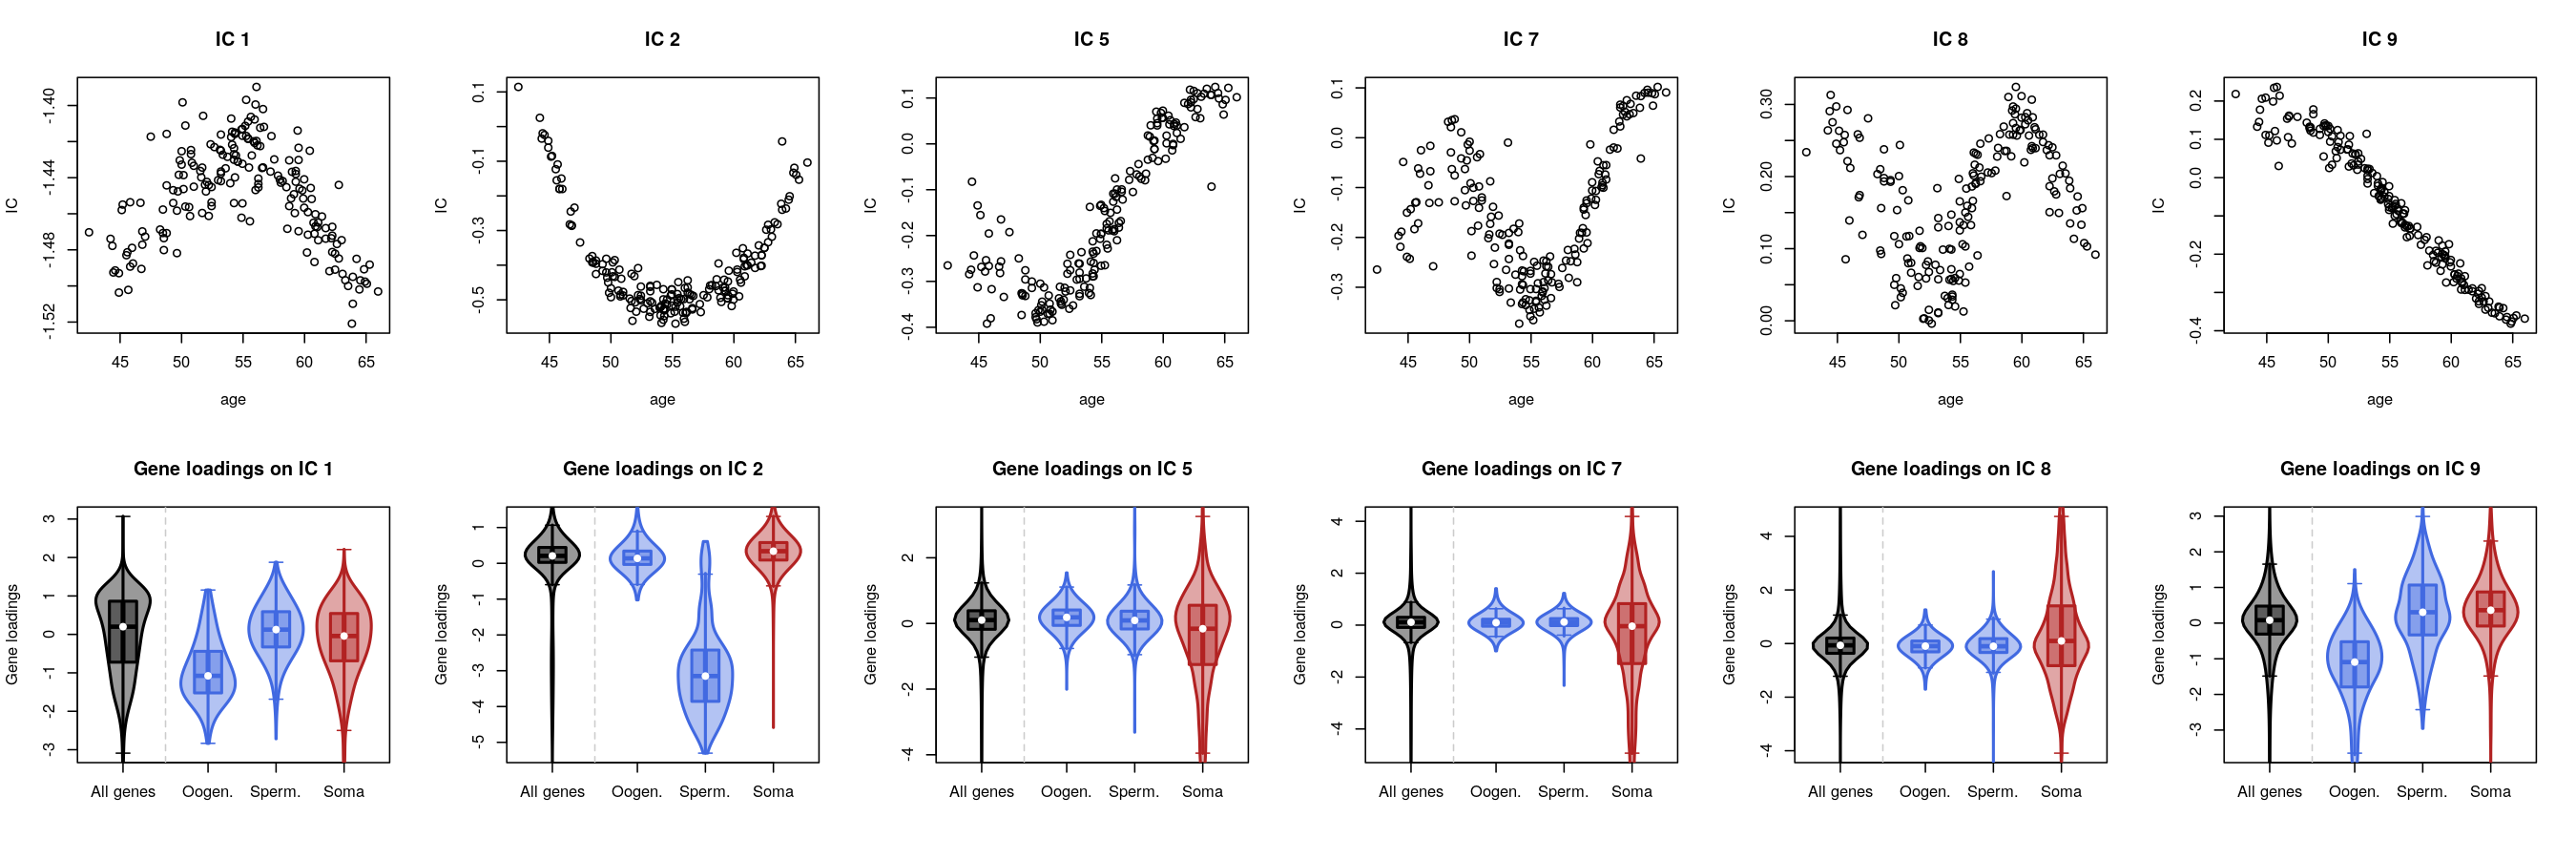 IC 1
IC 2
IC 5
IC 7
IC 8
IC 9
IC
-1.52
-1.48
-1.44
-1.40
45
50
55
60
65
age
IC
-0.5
-0.3
-0.1
0.1
45
50
55
60
65
age
IC
-0.4
-0.3
-0.2
-0.1
0.0
0.1
45
50
55
60
65
age
IC
-0.3
-0.2
-0.1
0.0
0.1
45
50
55
60
65
age
IC
0.00
0.10
0.20
0.30
45
50
55
60
65
age
IC
-0.4
-0.2
0.0
0.1
0.2
45
50
55
60
65
age
Gene loadings on IC 1
Gene loadings on IC 2
Gene loadings on IC 5
Gene loadings on IC 7
Gene loadings on IC 8
Gene loadings on IC 9
Gene loadings
-3
-2
-1
0
1
2
3
All genes
Oogen.
Sperm.
Soma
Gene loadings
-5
-4
-3
-2
-1
0
1
All genes
Oogen.
Sperm.
Soma
Gene loadings
-4
-2
0
2
All genes
Oogen.
Sperm.
Soma
Gene loadings
-4
-2
0
2
4
All genes
Oogen.
Sperm.
Soma
Gene loadings
-4
-2
0
2
4
All genes
Oogen.
Sperm.
Soma
Gene loadings
-3
-2
-1
0
1
2
3
All genes
Oogen.
Sperm.
Soma